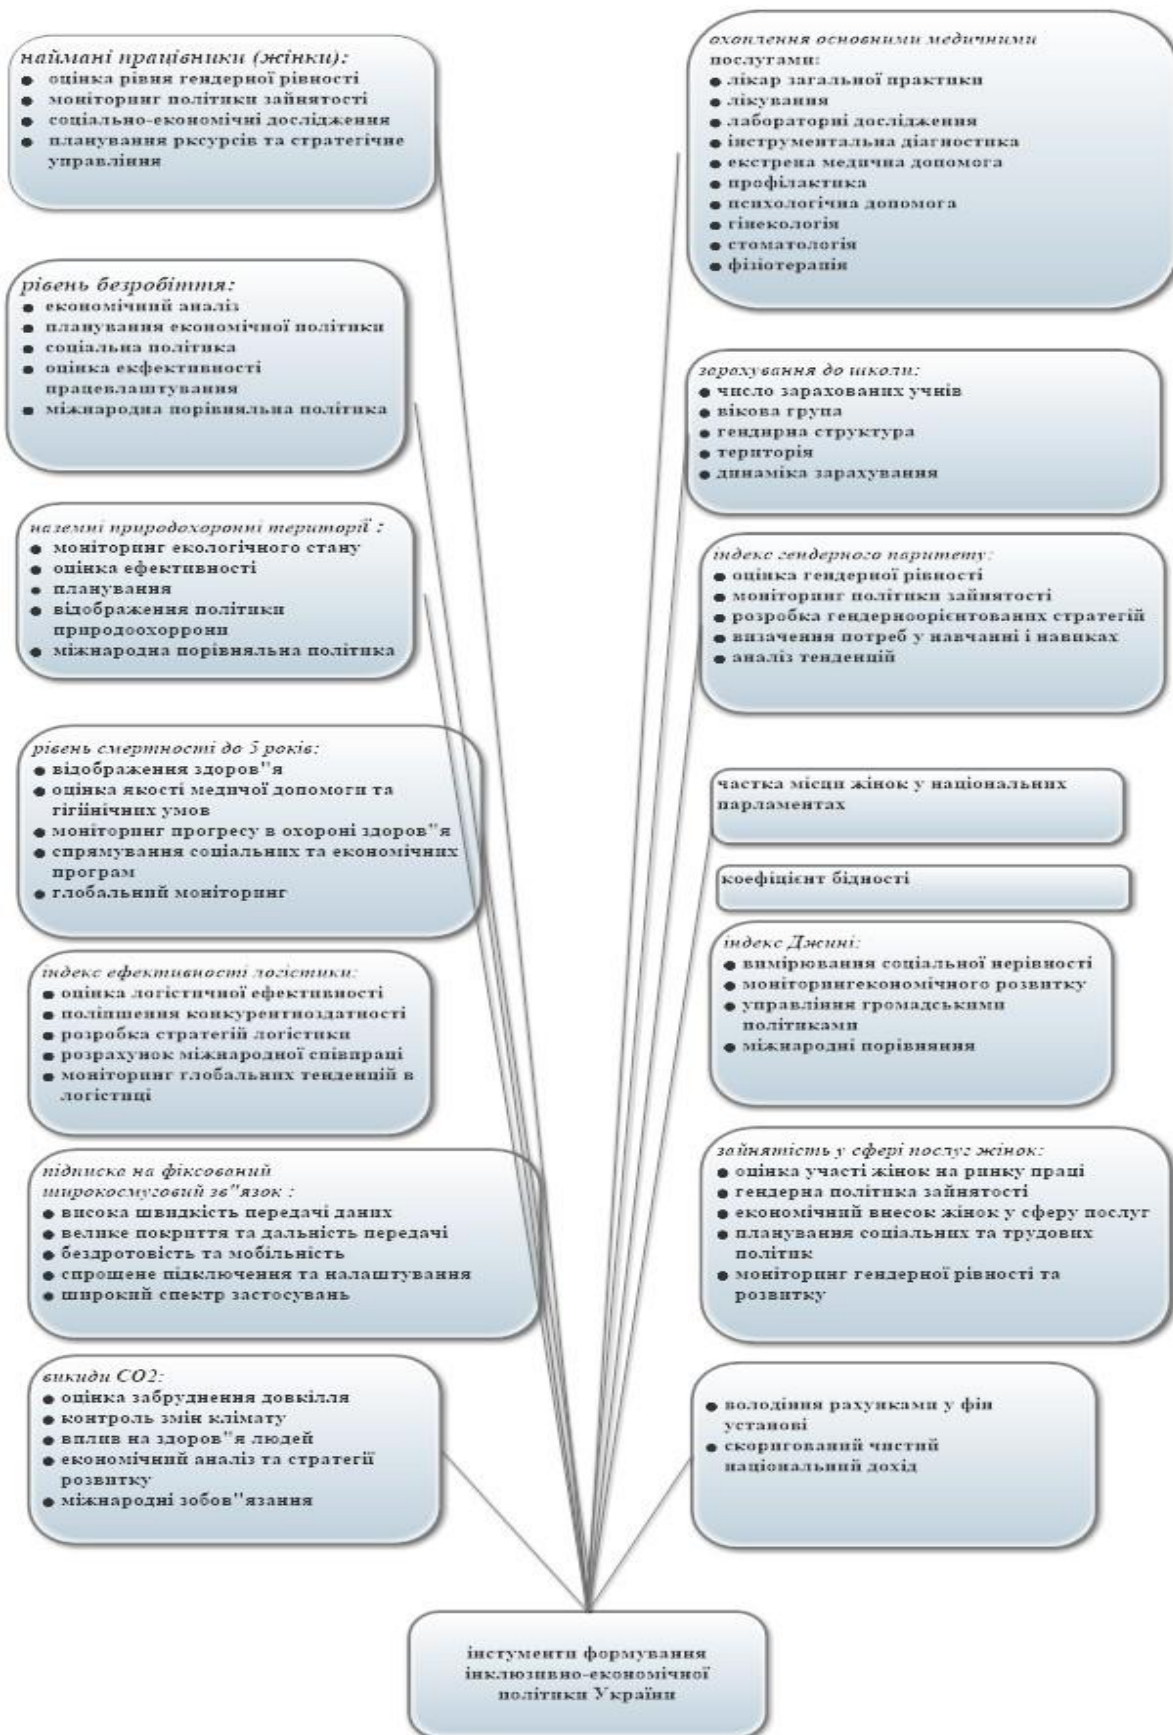 наймані працівники (жінки):
● оцінка рівня гендерної рівності
● моніторинг політики зайнятості
● соціально-економічні дослідження
● планування рксурсів та стратегічне
управління
рівень безробіття:
● економічний аналіз
● планування економічної політики
● соціальна політика
● оцінка екфективності
працевлаштування
● міжнародна порівняльна політика
наземні природохоронні території :
● моніторинг екологічного стану
● оцінка ефективності
● планування
● відображення політики
природоохоррони
● міжнародна порівняльна політика
рівень смертності до 5 років:
● відображення здоров"я
● оцінка якості медичої допомоги та
гігіінічних умов
● моніторинг прогресу в охороні здоров"я
● спрямування соціальних та економічних
програм
● глобальний моніторинг
індекс ефективності логістики:
● оцінка логістичної ефективності
● поліпшення конкурентноздатності
● розробка стратегій логістики
● розрахунок міжнародної співпраці
● моніторинг глобальних тенденцій в
логістиці
підписка на фіксований
широкосмуговий зв"язок :
● висока швидкість передачі даних
● велике покриття та дальність передачі
● бездротовість та мобільність
● спрощене підключення та налаштування
● широкий спектр застосувань
викиди CO2:
● оцінка забруднення довкілля
● контроль змін клімату
● вплив на здоров"я людей
● економічний аналіз та стратегії
розвитку
● міжнародні зобов"язання
охоплення основними медичними
послугами:
● лікар загальної практики
● лікування
● лабораторні дослідження
● інструментальна діагностика
● екстрена медична допомога
● профілактика
● психологічна допомога
● гінекологія
● стоматологія
● фізіотерапія
зарахування до школи:
● число зарахованих учнів
● вікова група
● гендирна структура
● територія
● динаміка зарахування
індекс гендерного паритету:
● оцінка гендерної рівності
● моніторинг політики зайнятості
● розробка гендерноорієнтованих стратегій
● визачення потреб у навчанні і навиках
● аналіз тенденцій
частка місци жінок у національних
парламентах
коефіцієнт бідності
індекс Джині:
● вимірювання соціальної нерівності
● моніторингекономічного розвитку
● управління громадськими
політиками
● міжнародні порівняння
зайнятість у сфері послуг жінок:
● оцінка участі жінок на ринку праці
● гендерна політика зайнятості
● економічний внесок жінок у сферу послуг
● планування соціальних та трудових
політик
● моніторинг гендерної рівності та
розвитку
● володіння рахунками у фін
установі
● скоригований чистий
національний дохід
інстументи формування
інклюзивно-економічної
політики України